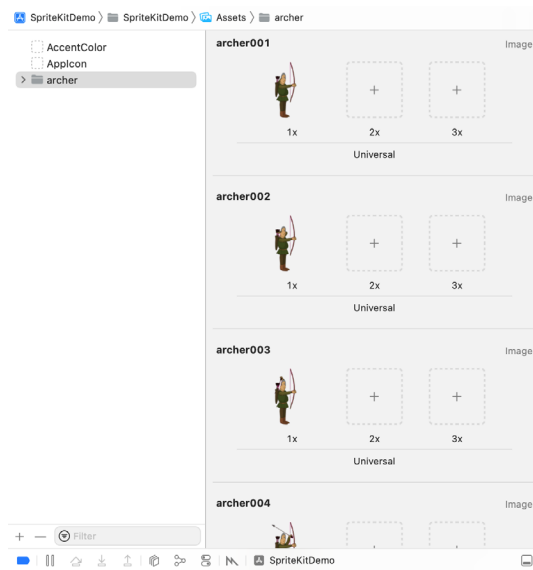 SpriteKitDemo 〉 SpriteKitDemo 〉 Assets 〉 archer
AccentColor
AppIcon
archer
archer001 Image
1x 2x 3x
Universal
archer002 Image
1x 2x 3x
Universal
archer003 Image
1x 2x 3x
Universal
archer004 Image
Filter
SpriteKitDemo